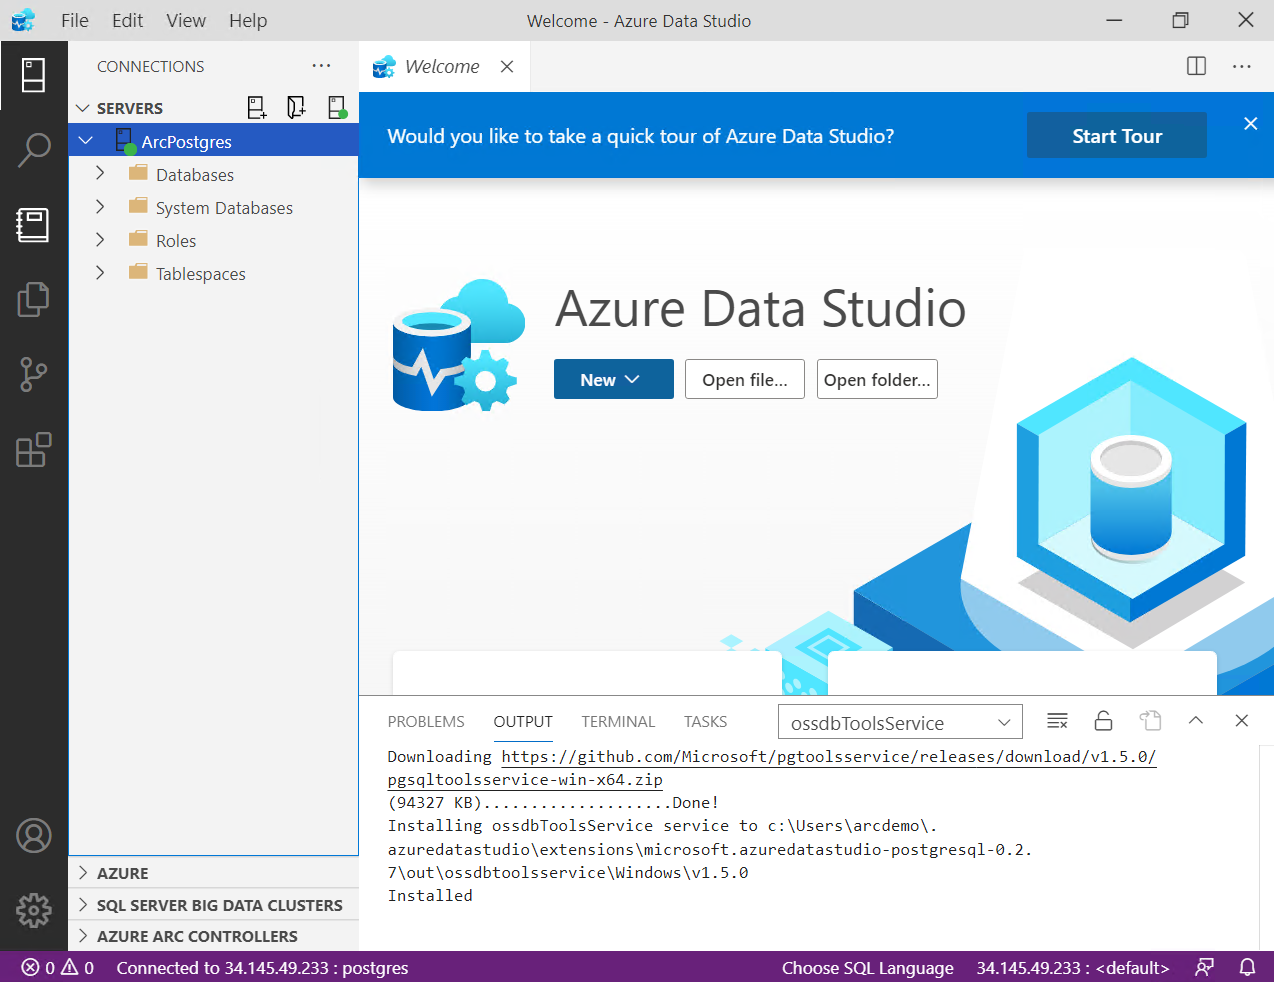 File Edit View Help
Welcome - Azure Data Studio
CONNECTIONS
SERVERS
ArcPostgres
Databases
System Databases
Roles
Tablespaces
AZURE
SQL SERVER BIG DATA CLUSTERS
AZURE ARC CONTROLLERS
Welcome
Would you like to take a quick tour of Azure Data Studio?
Start Tour
Azure Data Studio
New
Open file...
Open folder...
PROBLEMS OUTPUT TERMINAL TASKS
ossdbToolsService
Downloading https://github.com/Microsoft/pgtoolsservice/releases/download/v1.5.0/
pgsqltoolsservice-win-x64.zip
(94327 KB)....................Done!
Installing ossdbToolsService service to c:\Users\arcdemo\.
azuredatastudio\extensions\microsoft.azuredatastudio-postgresql-0.2.
7\out\ossdbtoolsservice\Windows\v1.5.0
Installed
0 0 Connected to 34.145.49.233 : postgres
Choose SQL Language 34.145.49.233 : <default>